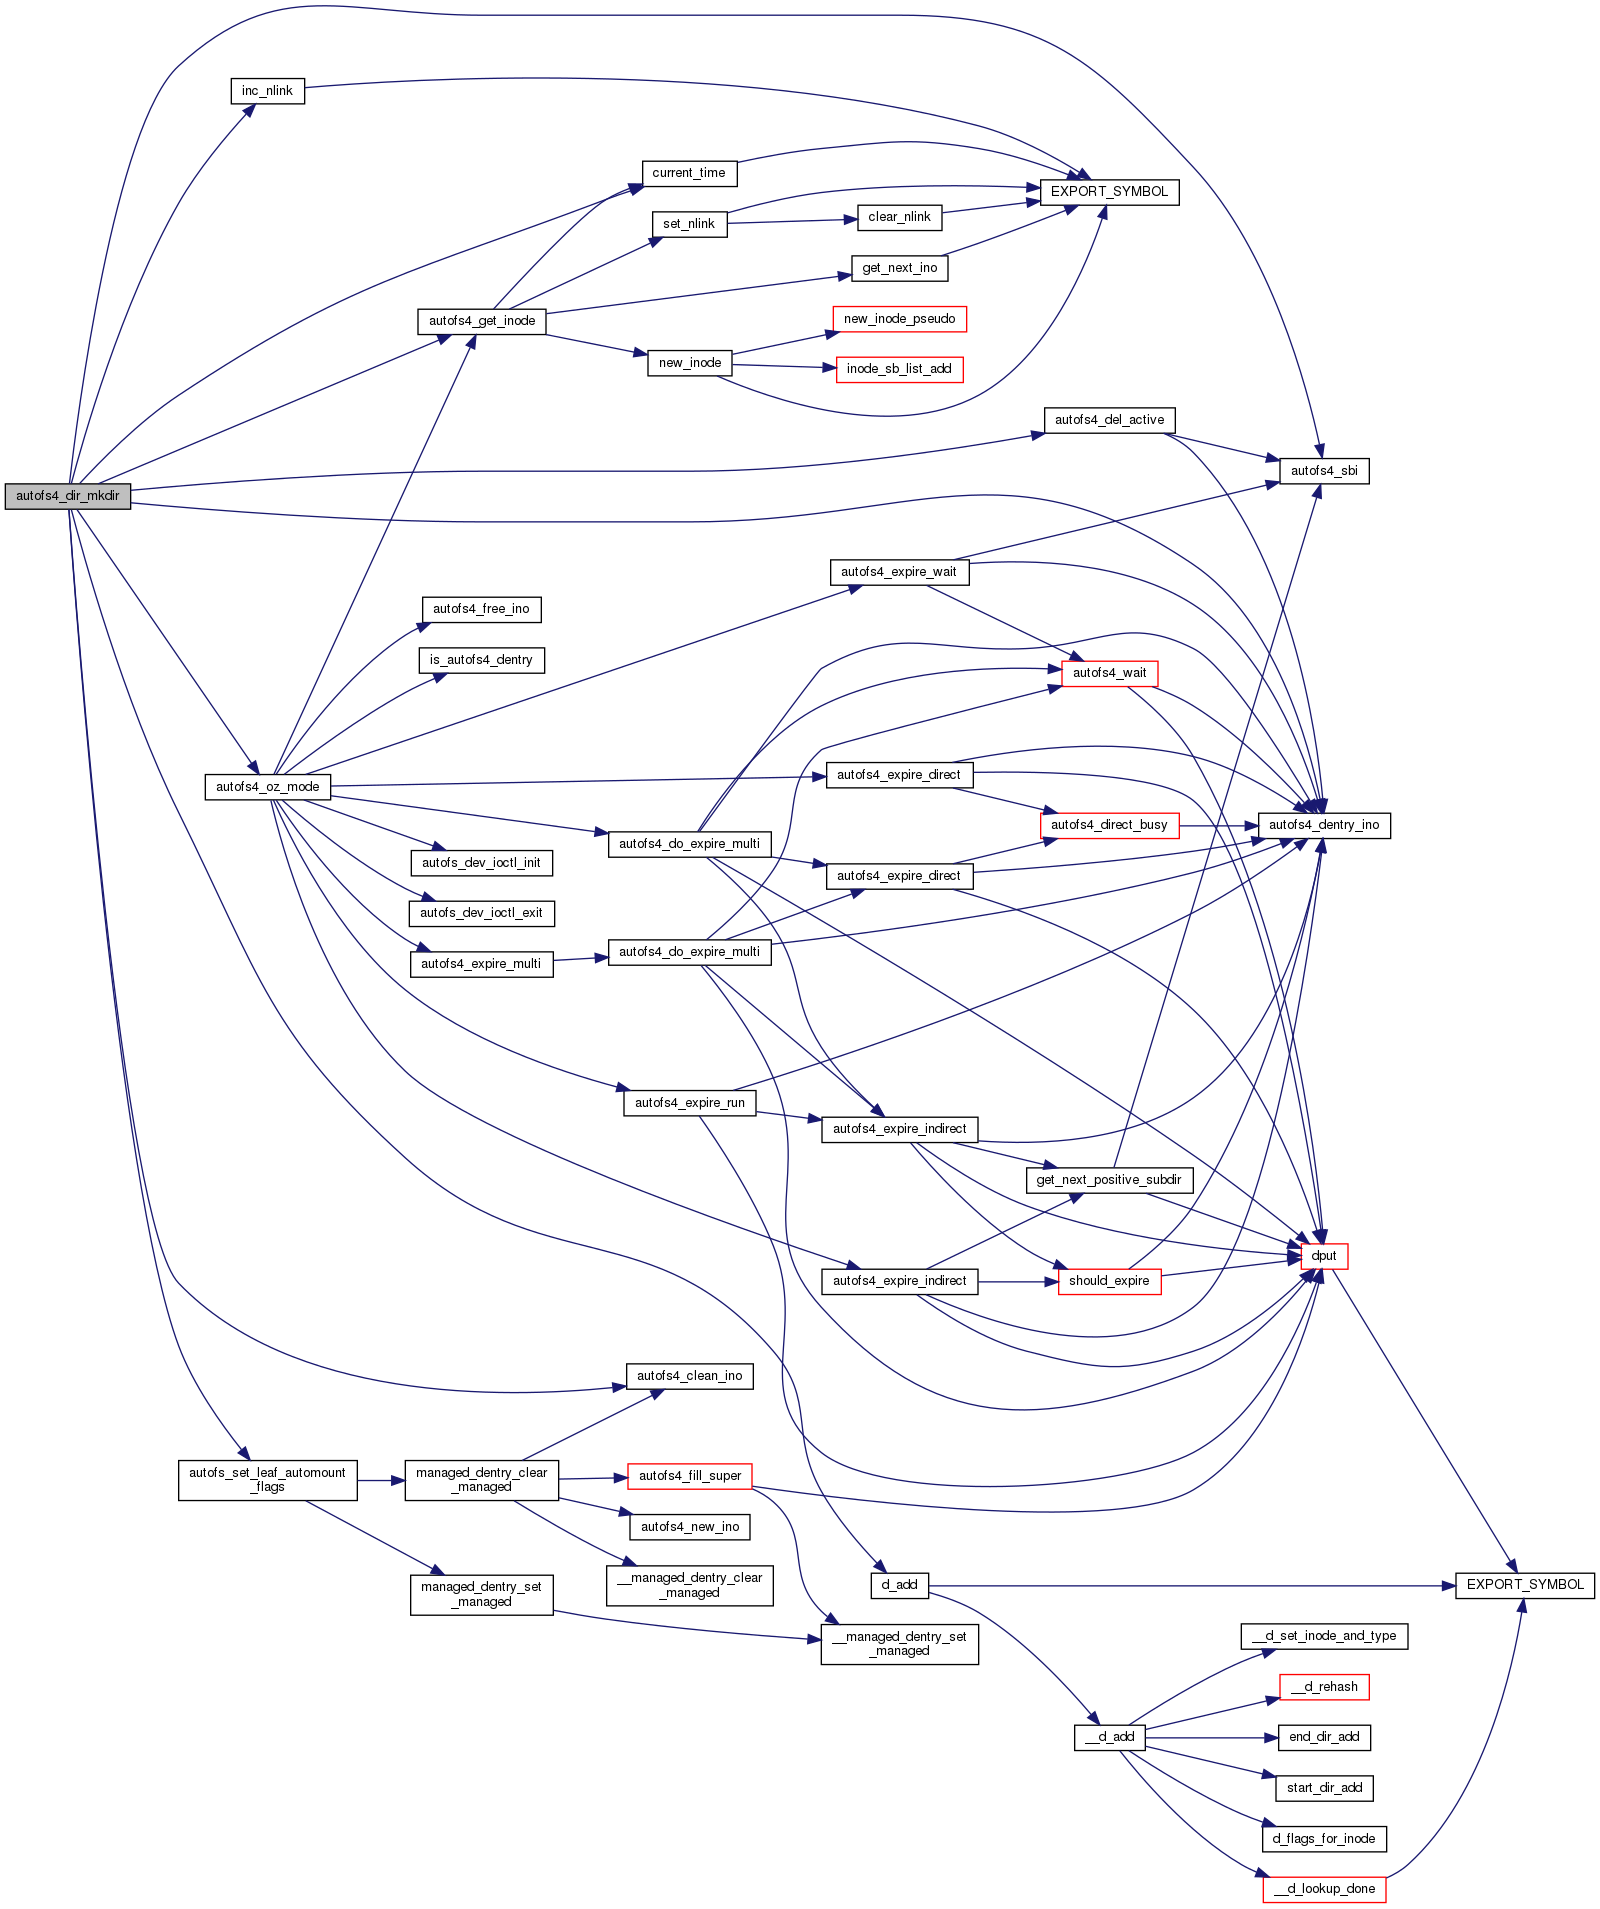 inc_nlink
current_time
EXPORT_SYMBOL
set_nlink
clear_nlink
get_next_ino
autofs4_get_inode
new_inode_pseudo
new_inode
inode_sb_list_add
autofs4_del_active
autofs4_sbi
autofs4_dir_mkdir
autofs4_expire_wait
autofs4_free_ino
is_autofs4_dentry
autofs4_wait
autofs4_expire_direct
autofs4_oz_mode
autofs4_direct_busy
autofs4_dentry_ino
autofs4_do_expire_multi
autofs_dev_ioctl_init
autofs4_expire_direct
autofs_dev_ioctl_exit
autofs4_do_expire_multi
autofs4_expire_multi
autofs4_expire_run
autofs4_expire_indirect
get_next_positive_subdir
dput
autofs4_expire_indirect
should_expire
autofs4_clean_ino
autofs_set_leaf_automount
_flags
managed_dentry_clear
_managed
autofs4_fill_super
autofs4_new_ino
__managed_dentry_clear
_managed
managed_dentry_set
_managed
d_add
EXPORT_SYMBOL
__managed_dentry_set
_managed
__d_set_inode_and_type
__d_rehash
__d_add
end_dir_add
start_dir_add
d_flags_for_inode
__d_lookup_done